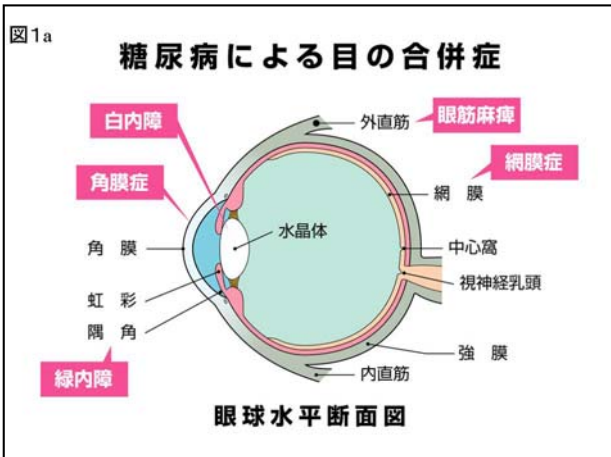 図1a
糖尿病による目の合併症
白内障
外直筋
眼筋麻痺
角膜症
網膜症
網　膜
水晶体
角　膜
中心窩
視神経乳頭
虹　彩
隅　角
強　膜
緑内障
内直筋
眼球水平断面図